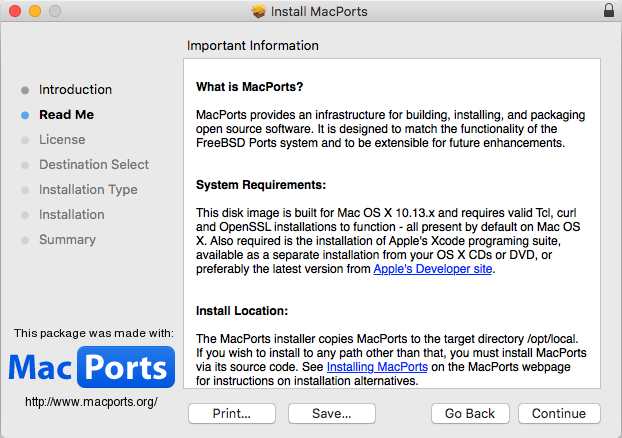 Install MacPorts
Important Information
Introduction
Read Me
License
Destination Select
Installation Type
Installation
Summary
What is MacPorts?
MacPorts provides an infrastructure for building, installing, and packaging
open source software. It is designed to match the functionality of the
FreeBSD Ports system and to be extensible for future enhancements.
System Requirements:
This disk image is built for Mac OS X 10.13.x and requires valid Tcl, curl
and OpenSSL installations to function - all present by default on Mac OS
X. Also required is the installation of Apple's Xcode programing suite,
available as a separate installation from your OS X CDs or DVD, or
preferably the latest version from Apple's Developer site.
Install Location:
The MacPorts installer copies MacPorts to the target directory /opt/local.
If you wish to install to any path other than that, you must install MacPorts
via its source code. See Installing MacPorts on the MacPorts webpage
for instructions on installation alternatives.
This package was made with:
Mac Ports
http://www.macports.org/
Print...
Save...
Go Back
Continue